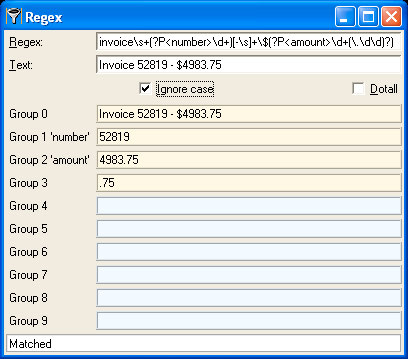 Regex
Regex: invoice\s+(?P<number>\d+)[-\s]+\$(?P<amount>\d+(\.\d\d)?)
Text: Invoice 52819 - $4983.75
Ignore case Dotall
Group 0 Invoice 52819 - $4983.75
Group 1 'number' 52819
Group 2 'amount' 4983.75
Group 3 .75
Group 4
Group 5
Group 6
Group 7
Group 8
Group 9
Matched